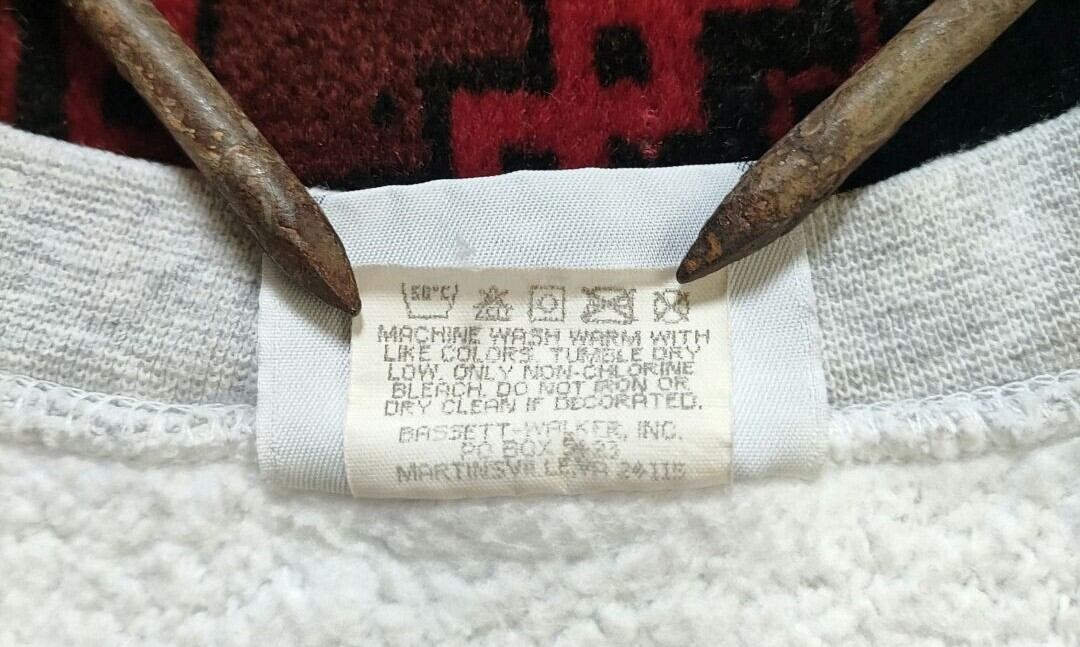 50°C
MACHINE WASH WARM WITH
LIKE COLORS. TUMBLE DRY
LOW. ONLY NON-CHLORINE
BLEACH. DO NOT IRON OR
DRY CLEAN IF DECORATED.
BASSETT-WALKER, INC.
PO BOX
MARTINSVILLE, VA 24115